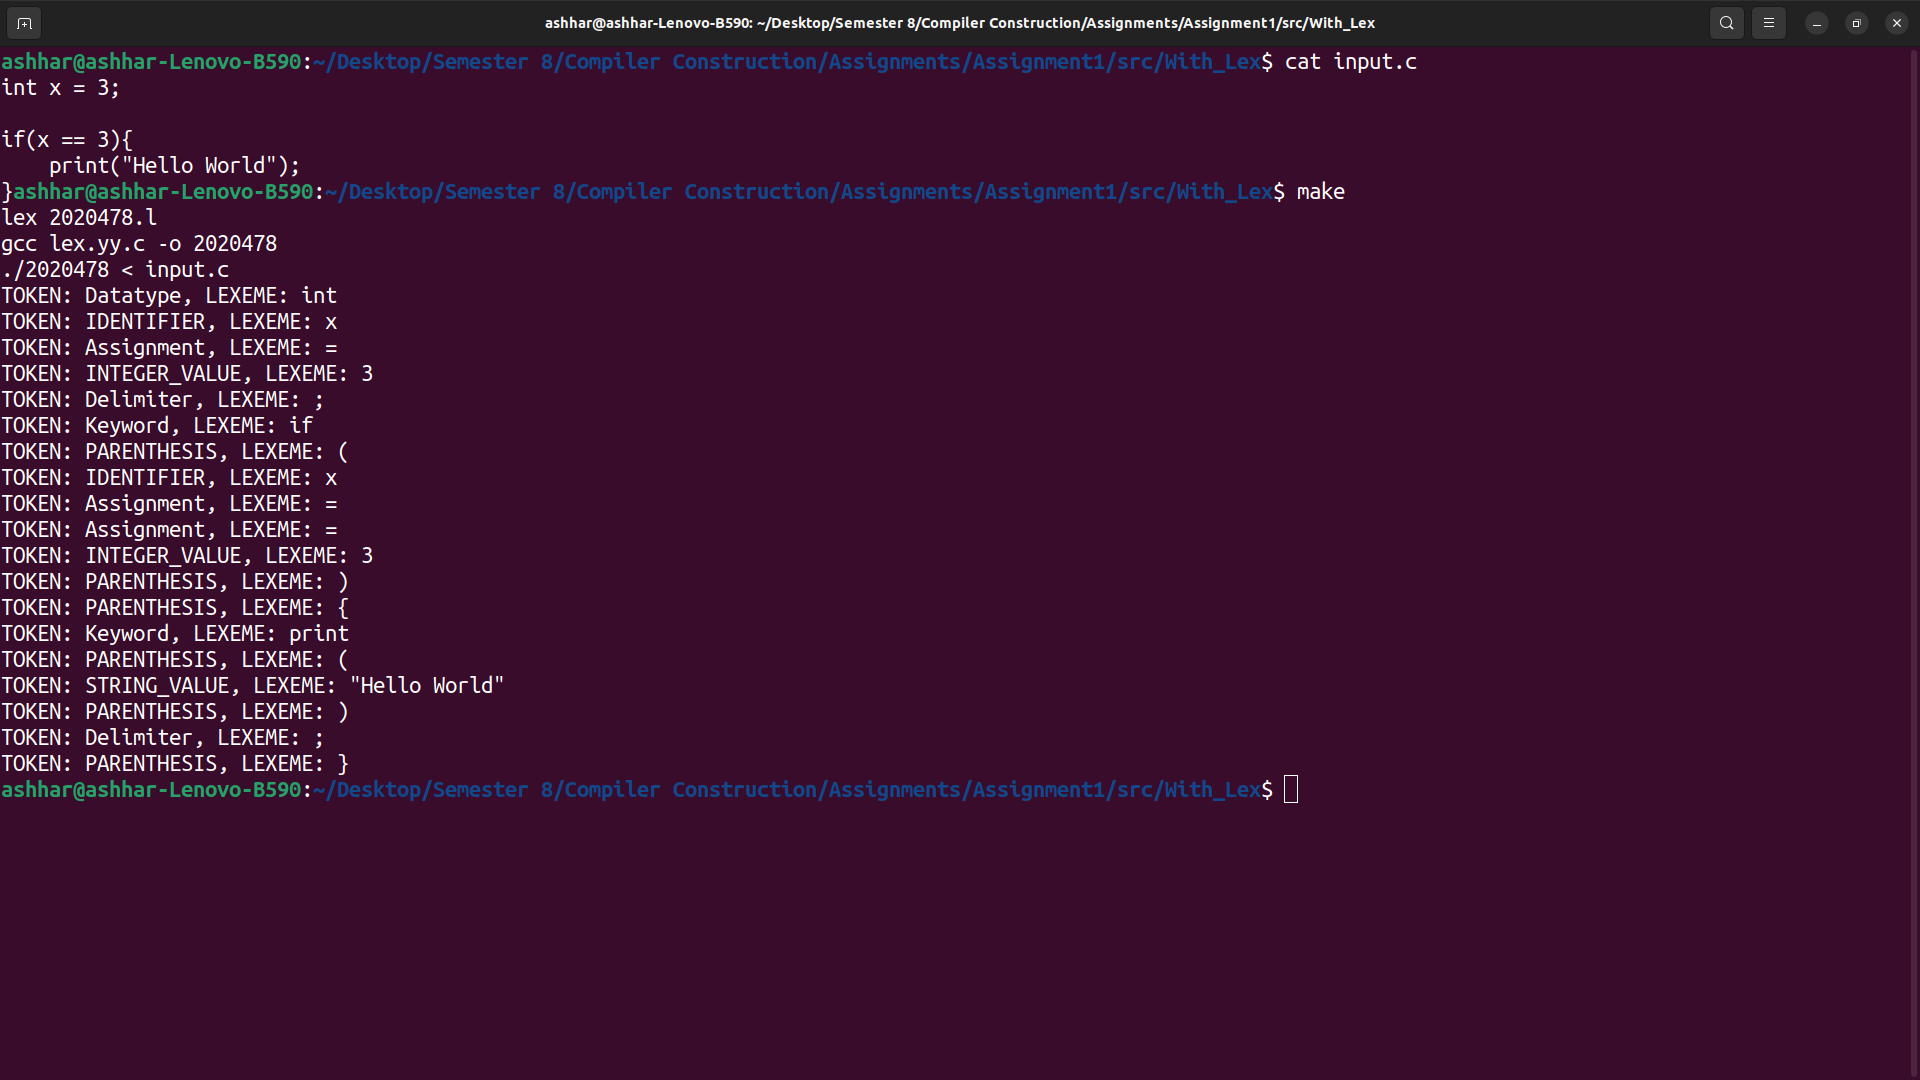 ashhar@ashhar-Lenovo-B590: ~/Desktop/Semester 8/Compiler Construction/Assignments/Assignment1/src/With_Lex
ashhar@ashhar-Lenovo-B590:~/Desktop/Semester 8/Compiler Construction/Assignments/Assignment1/src/With_Lex$ cat input.c
int x = 3;

if(x == 3){
    print("Hello World");
}ashhar@ashhar-Lenovo-B590:~/Desktop/Semester 8/Compiler Construction/Assignments/Assignment1/src/With_Lex$ make
lex 2020478.l
gcc lex.yy.c -o 2020478
./2020478 < input.c
TOKEN: Datatype, LEXEME: int
TOKEN: IDENTIFIER, LEXEME: x
TOKEN: Assignment, LEXEME: =
TOKEN: INTEGER_VALUE, LEXEME: 3
TOKEN: Delimiter, LEXEME: ;
TOKEN: Keyword, LEXEME: if
TOKEN: PARENTHESIS, LEXEME: (
TOKEN: IDENTIFIER, LEXEME: x
TOKEN: Assignment, LEXEME: =
TOKEN: Assignment, LEXEME: =
TOKEN: INTEGER_VALUE, LEXEME: 3
TOKEN: PARENTHESIS, LEXEME: )
TOKEN: PARENTHESIS, LEXEME: {
TOKEN: Keyword, LEXEME: print
TOKEN: PARENTHESIS, LEXEME: (
TOKEN: STRING_VALUE, LEXEME: "Hello World"
TOKEN: PARENTHESIS, LEXEME: )
TOKEN: Delimiter, LEXEME: ;
TOKEN: PARENTHESIS, LEXEME: }
ashhar@ashhar-Lenovo-B590:~/Desktop/Semester 8/Compiler Construction/Assignments/Assignment1/src/With_Lex$